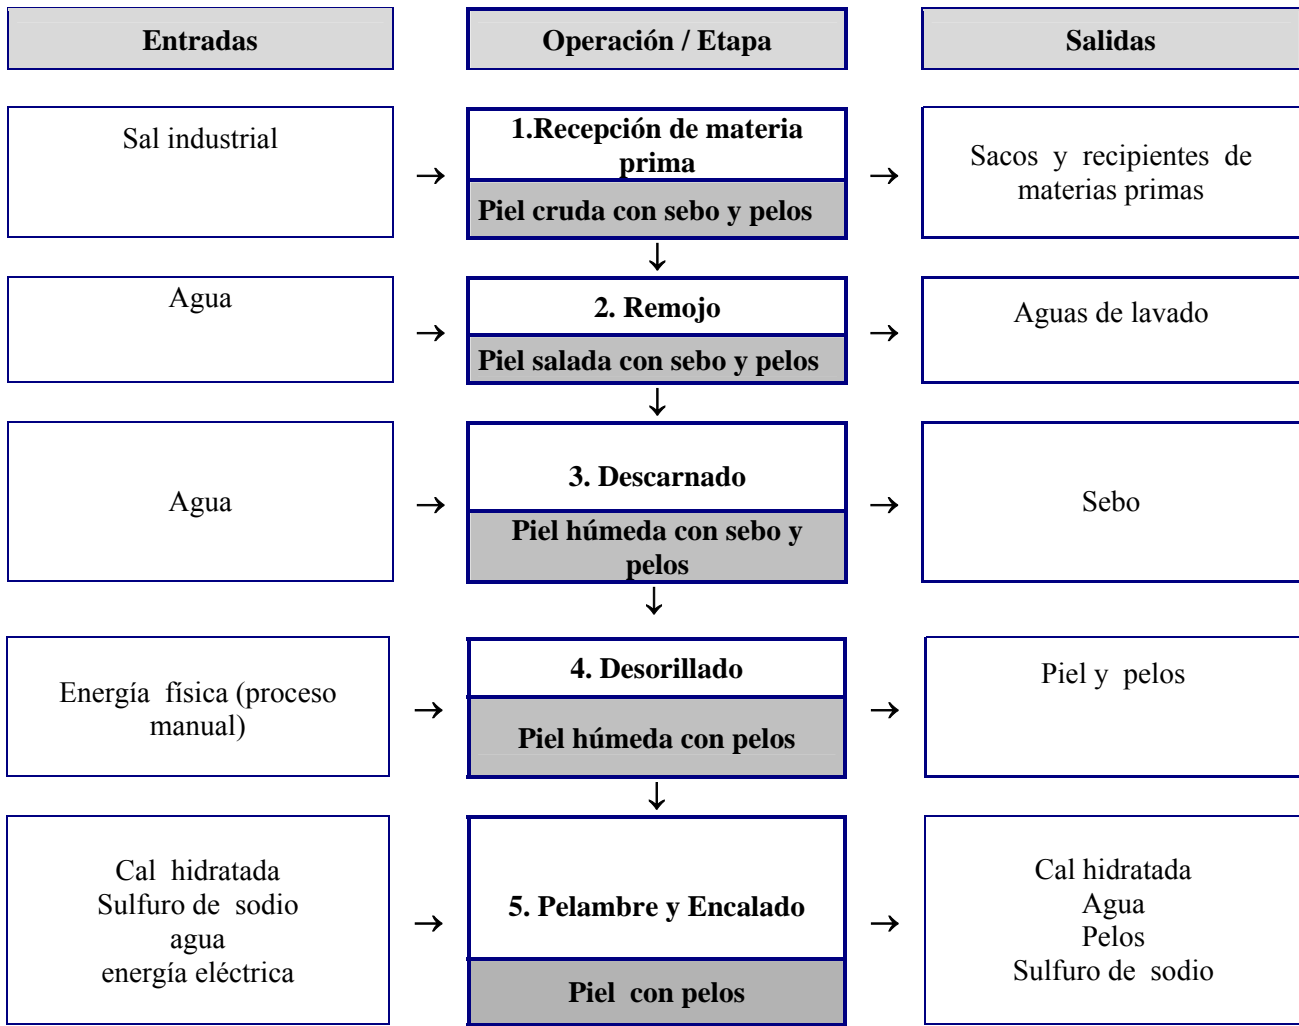 Entradas
Operación / Etapa
Salidas
Sal industrial
→
1.Recepción de materia
prima
Piel cruda con sebo y pelos
→
Sacos y recipientes de
materias primas
↓
Agua
→
2. Remojo
Piel salada con sebo y pelos
→
Aguas de lavado
↓
Agua
→
3. Descarnado
Piel húmeda con sebo y
pelos
→
Sebo
↓
Energía física (proceso
manual)
→
4. Desorillado
Piel húmeda con pelos
→
Piel y pelos
↓
Cal hidratada
Sulfuro de sodio
agua
energía eléctrica
→
5. Pelambre y Encalado
Piel con pelos
→
Cal hidratada
Agua
Pelos
Sulfuro de sodio